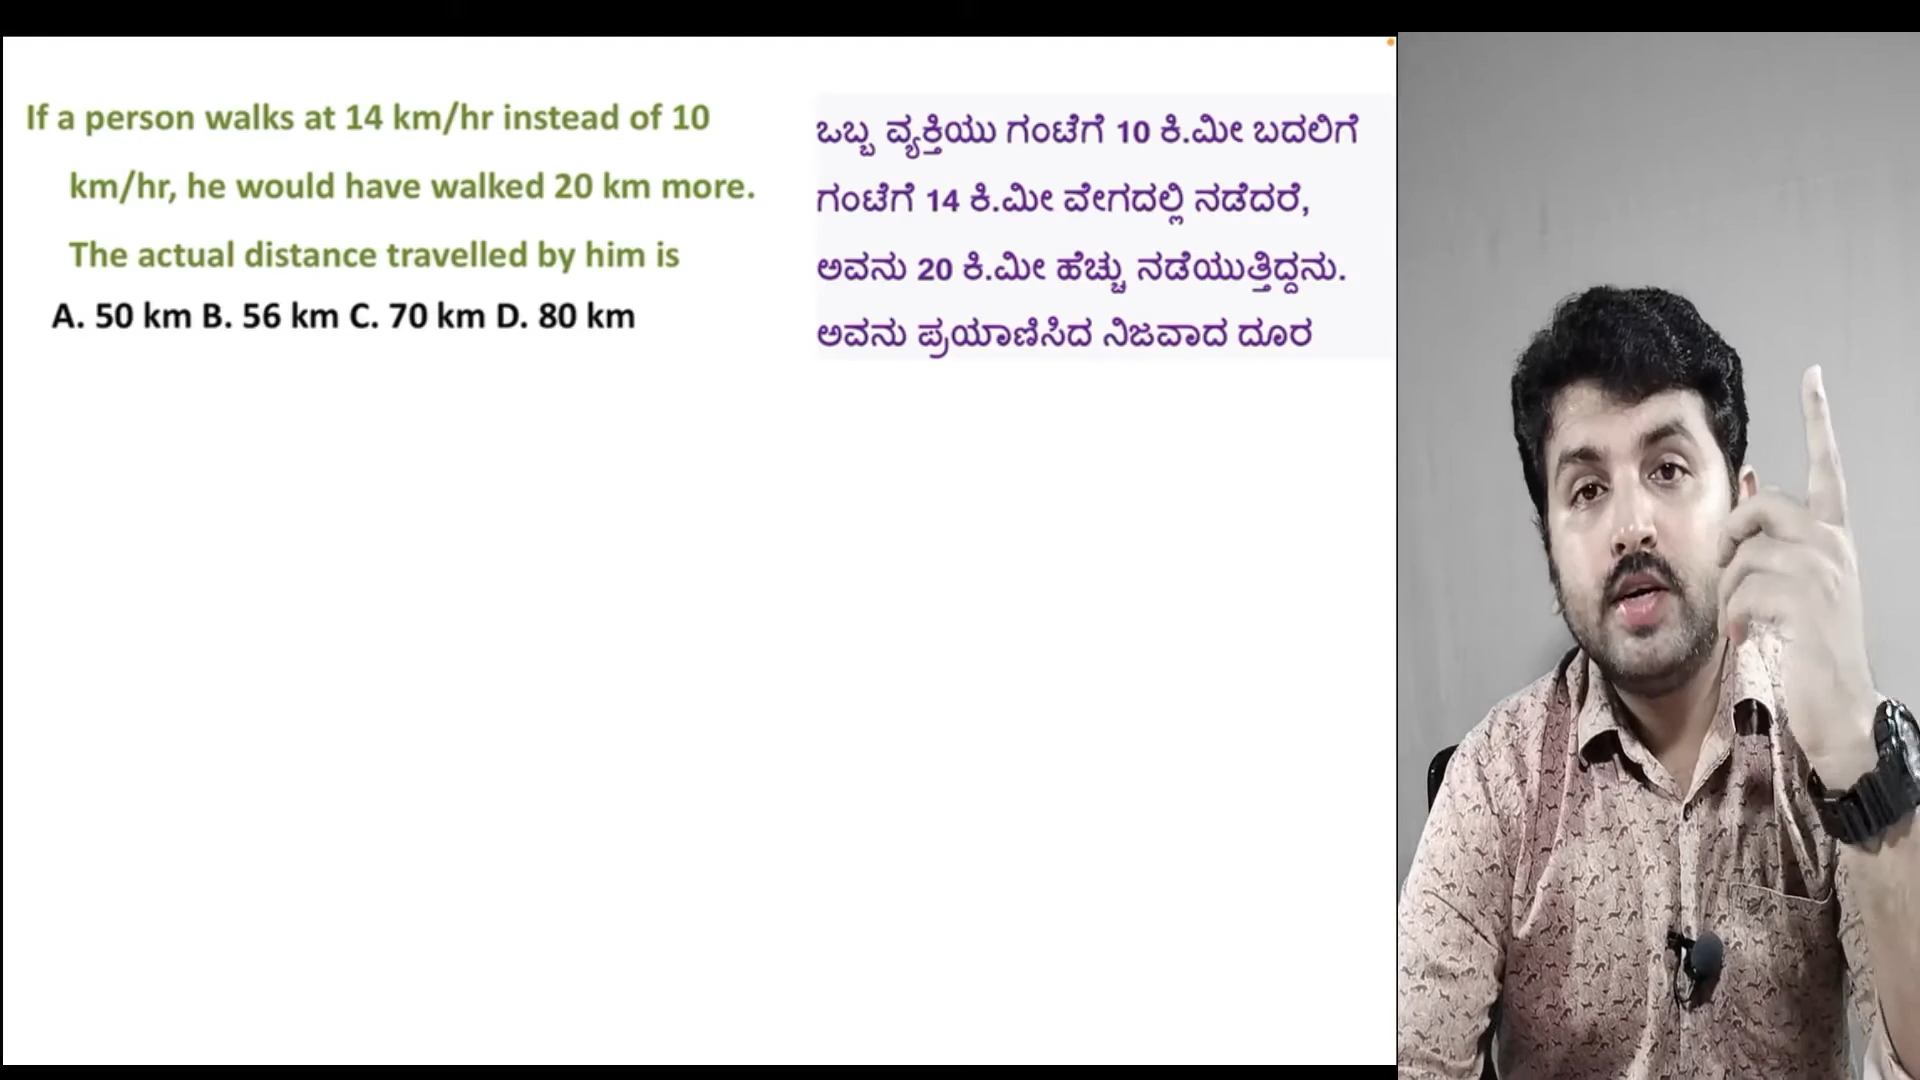 If a person walks at 14 km/hr instead of 10
km/hr, he would have walked 20 km more.
The actual distance travelled by him is
A. 50 km B. 56 km C. 70 km D. 80 km
ಒಬ್ಬ ವ್ಯಕ್ತಿಯು ಗಂಟೆಗೆ 10 ಕಿ.ಮೀ ಬದಲಿಗೆ
ಗಂಟೆಗೆ 14 ಕಿ.ಮೀ ವೇಗದಲ್ಲಿ ನಡೆದರೆ,
ಅವನು 20 ಕಿ.ಮೀ ಹೆಚ್ಚು ನಡೆಯುತ್ತಿದ್ದನು.
ಅವನು ಪ್ರಯಾಣಿಸಿದ ನಿಜವಾದ ದೂರ